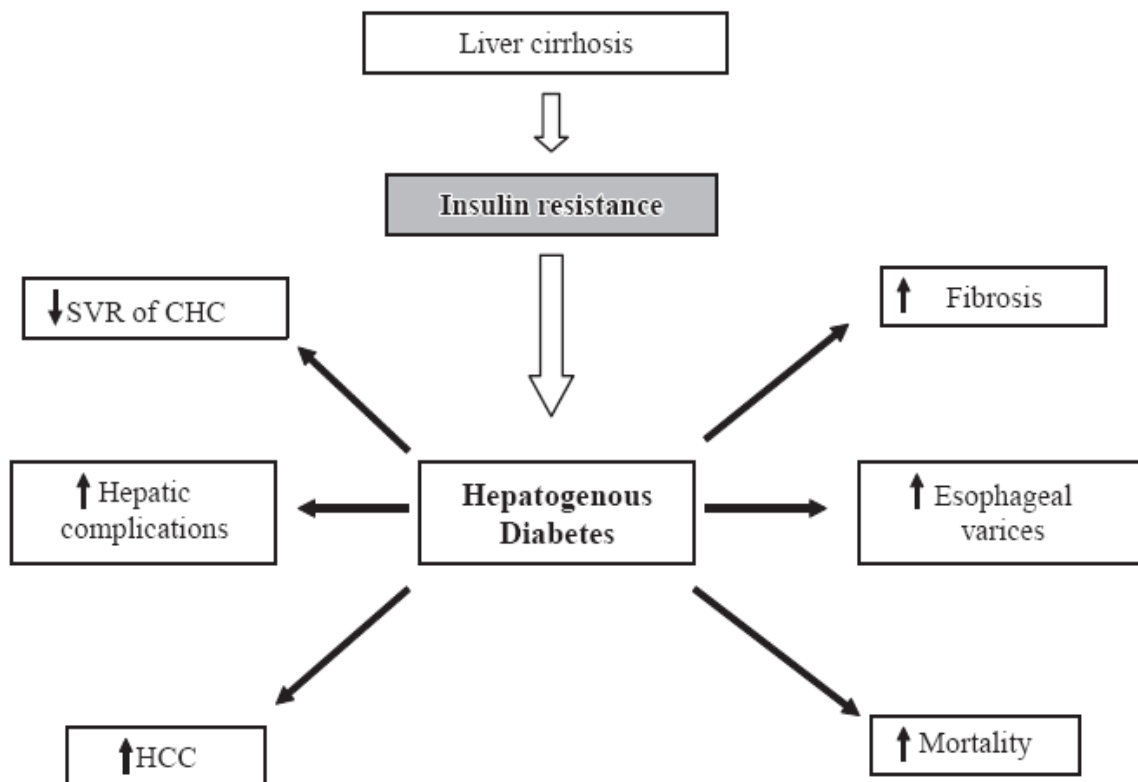 Liver cirrhosis
Insulin resistance
↓SVR of CHC
↑ Fibrosis
↑ Hepatic
complications
Hepatogenous
Diabetes
↑ Esophageal
varices
↑HCC
↑ Mortality